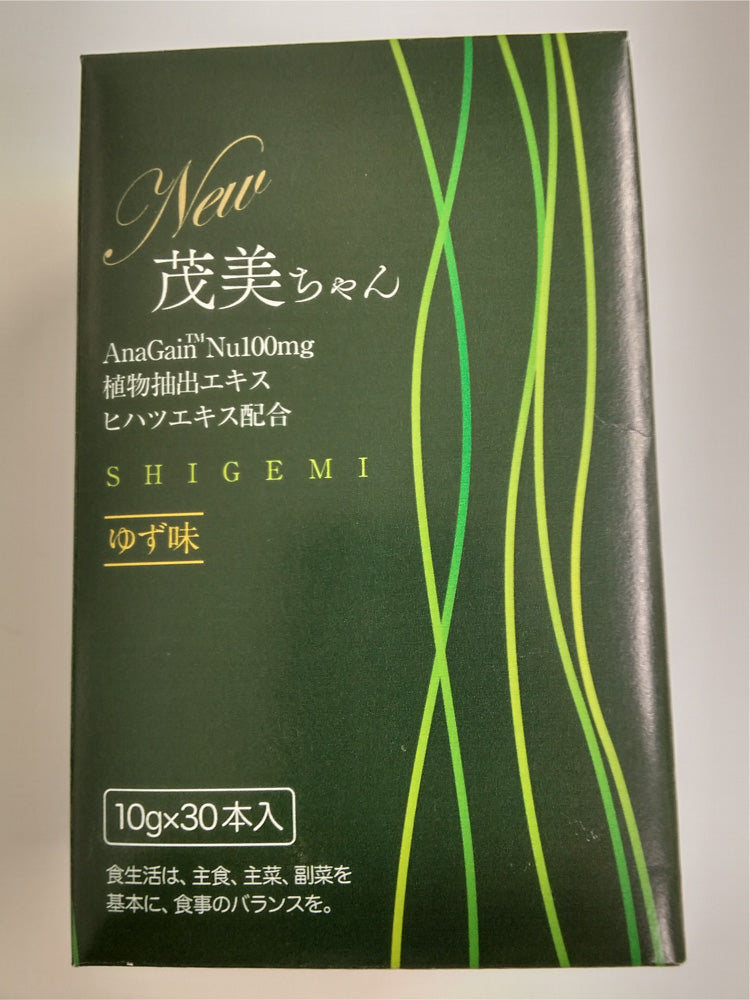 New
茂美ちゃん
AnaGain™Nu100mg
植物抽出エキス
ヒハツエキス配合
SHIGEMI
ゆず味
10g×30本入
食生活は、主食、主菜、副菜を
基本に、食事のバランスを。